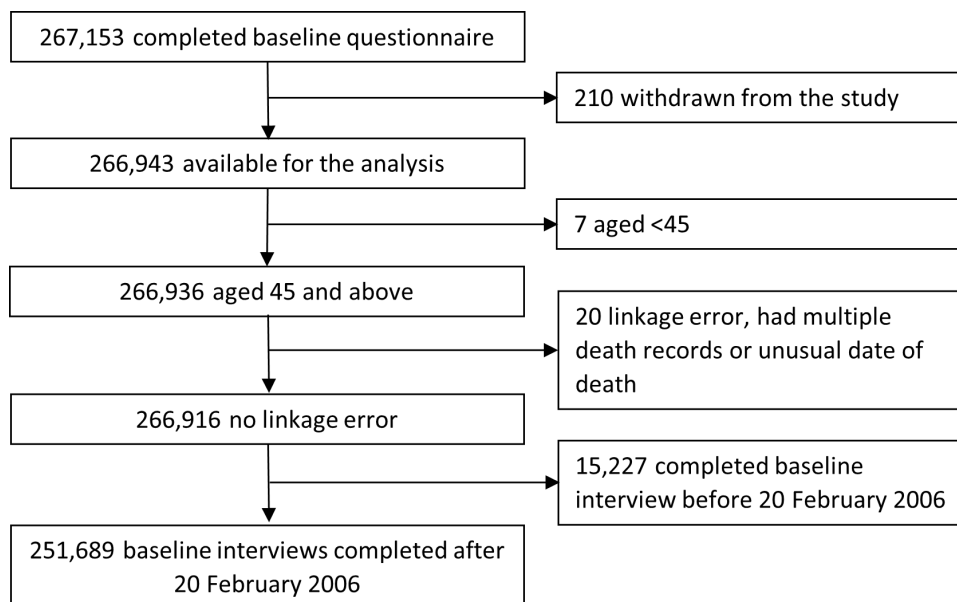 267,153 completed baseline questionnaire
210 withdrawn from the study
266,943 available for the analysis
7 aged <45
266,936 aged 45 and above
20 linkage error, had multiple
death records or unusual date of
death
266,916 no linkage error
15,227 completed baseline
interview before 20 February 2006
251,689 baseline interviews completed after
20 February 2006